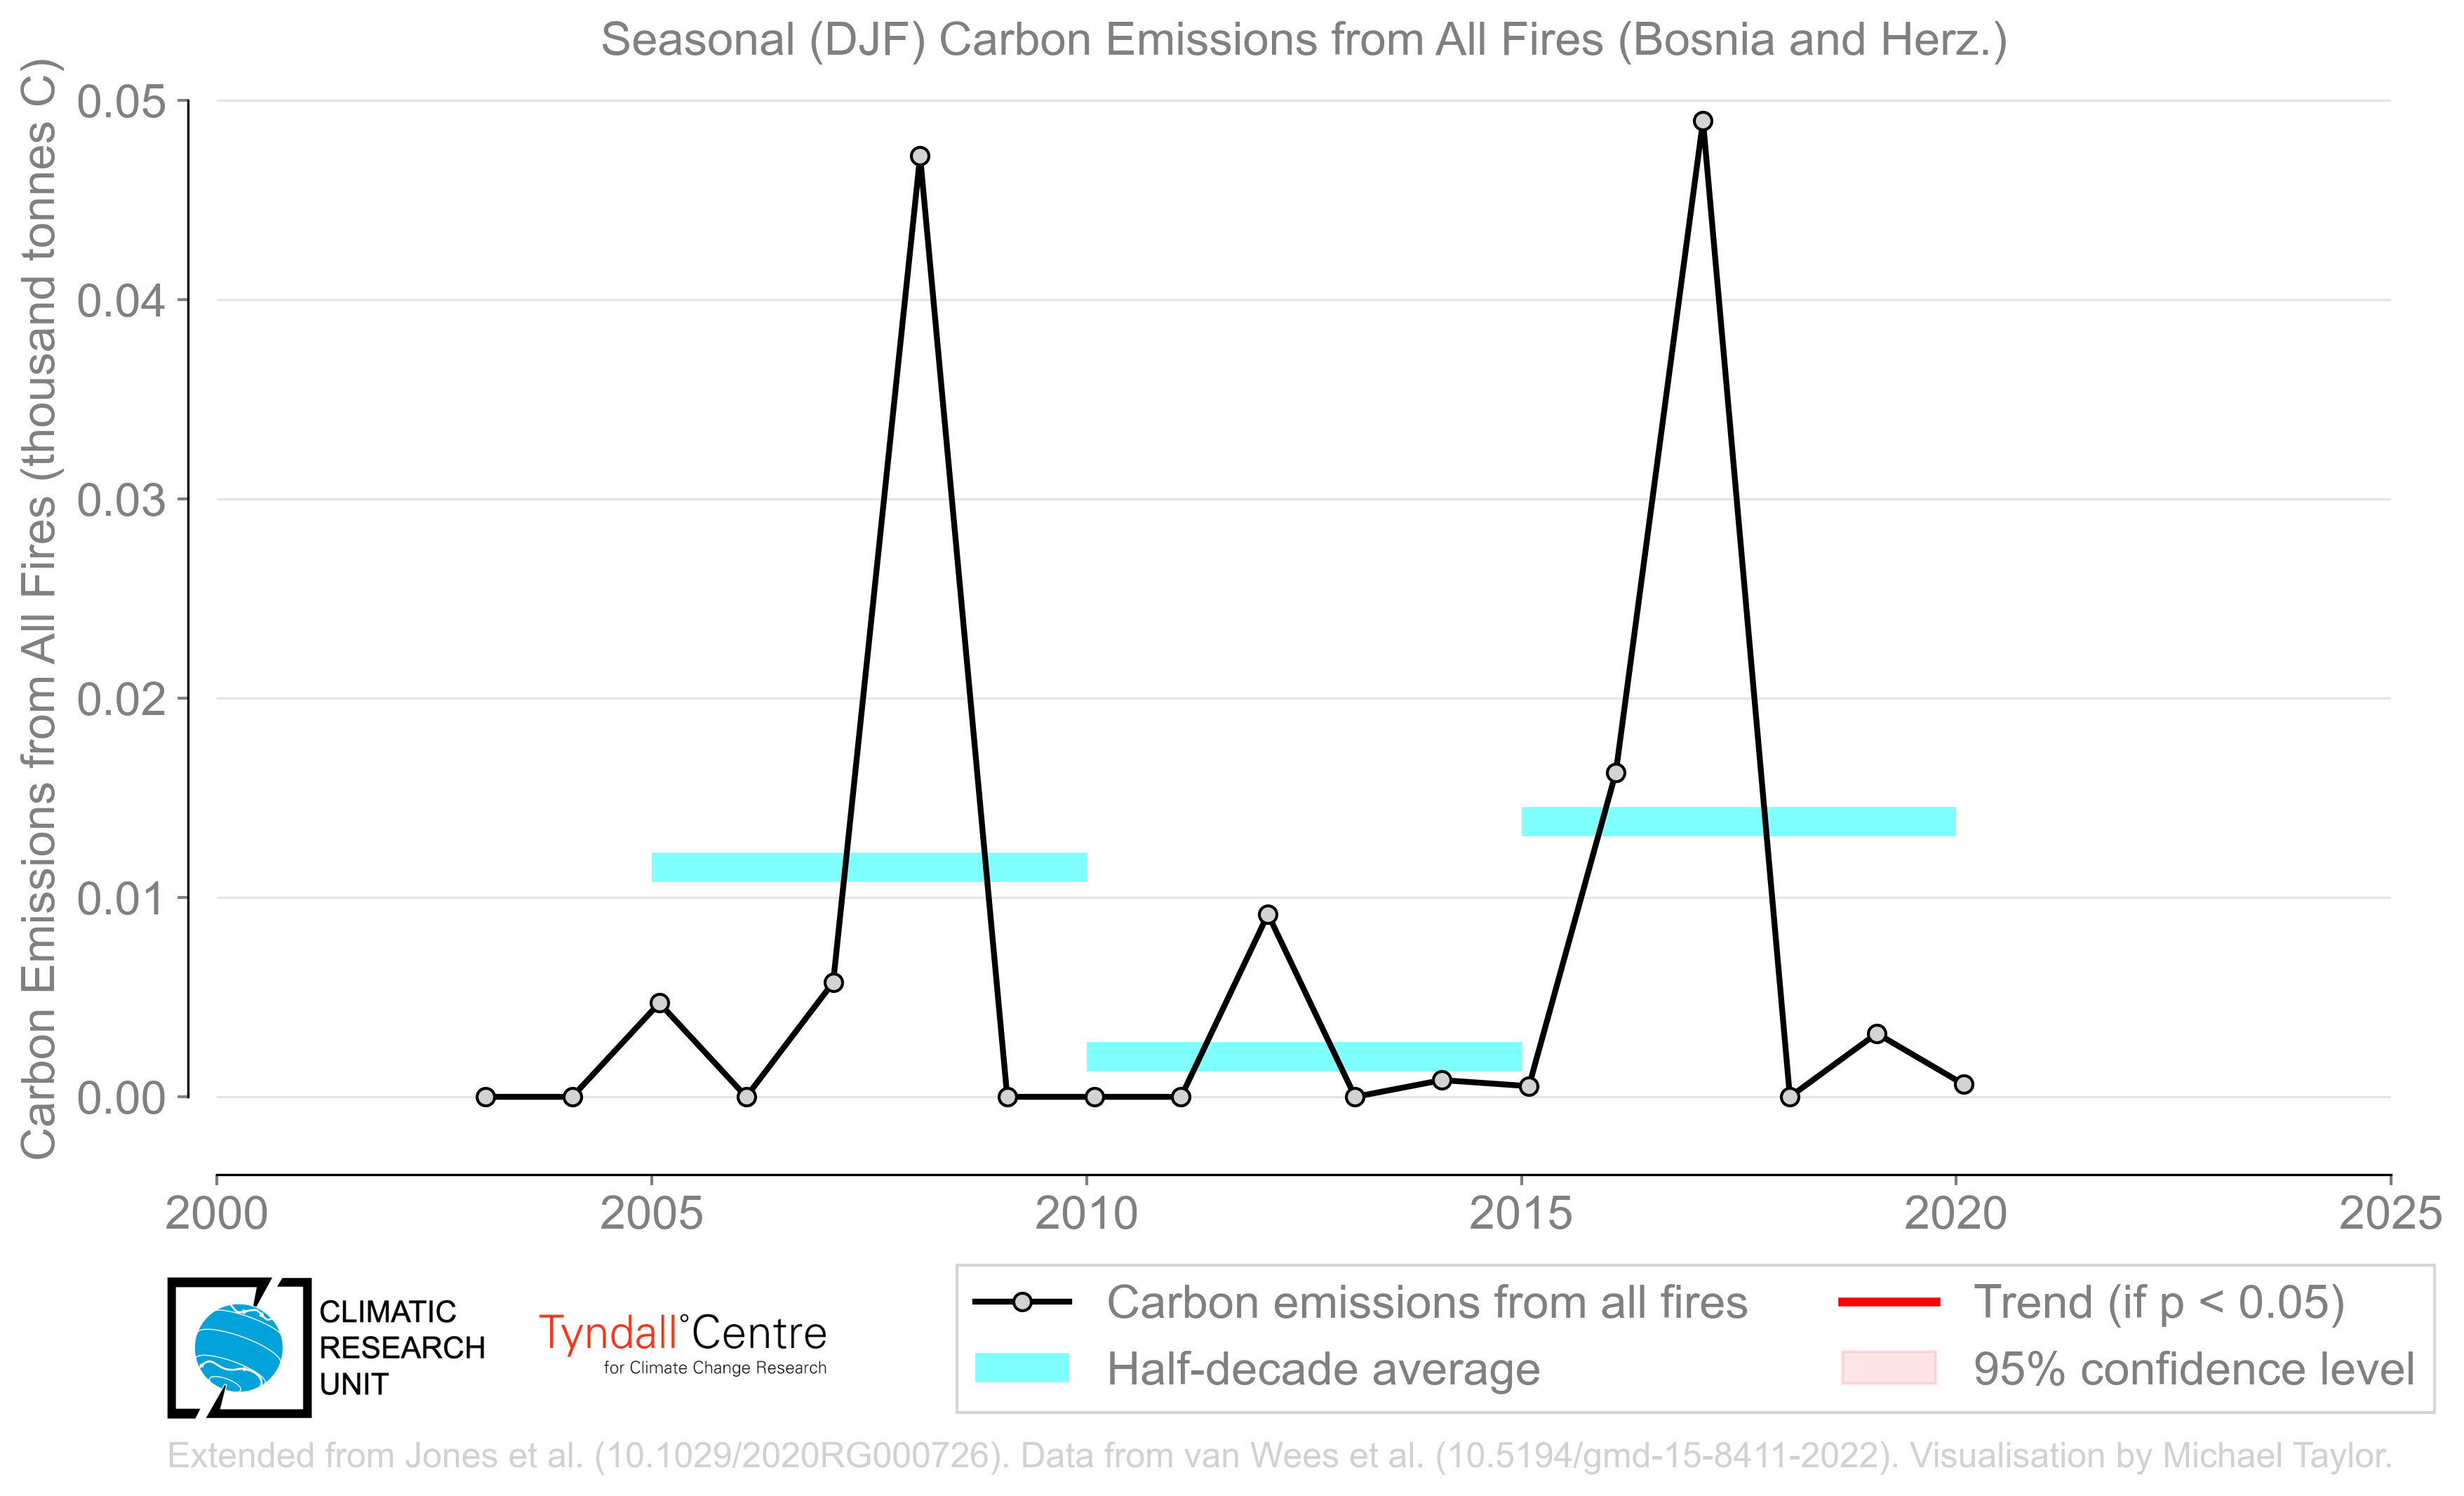 Seasonal (DJF) Carbon Emissions from All Fires (Bosnia and Herz.)
Carbon Emissions from All Fires (thousand tonnes C)
0.05
0.04
0.03
0.02
0.01
0.00
2000 2005 2010 2015 2020 2025
CLIMATIC
RESEARCH
UNIT
Tyndall°Centre
for Climate Change Research
Carbon emissions from all fires
Half-decade average
Trend (if p < 0.05)
95% confidence level
Extended from Jones et al. (10.1029/2020RG000726). Data from van Wees et al. (10.5194/gmd-15-8411-2022). Visualisation by Michael Taylor.